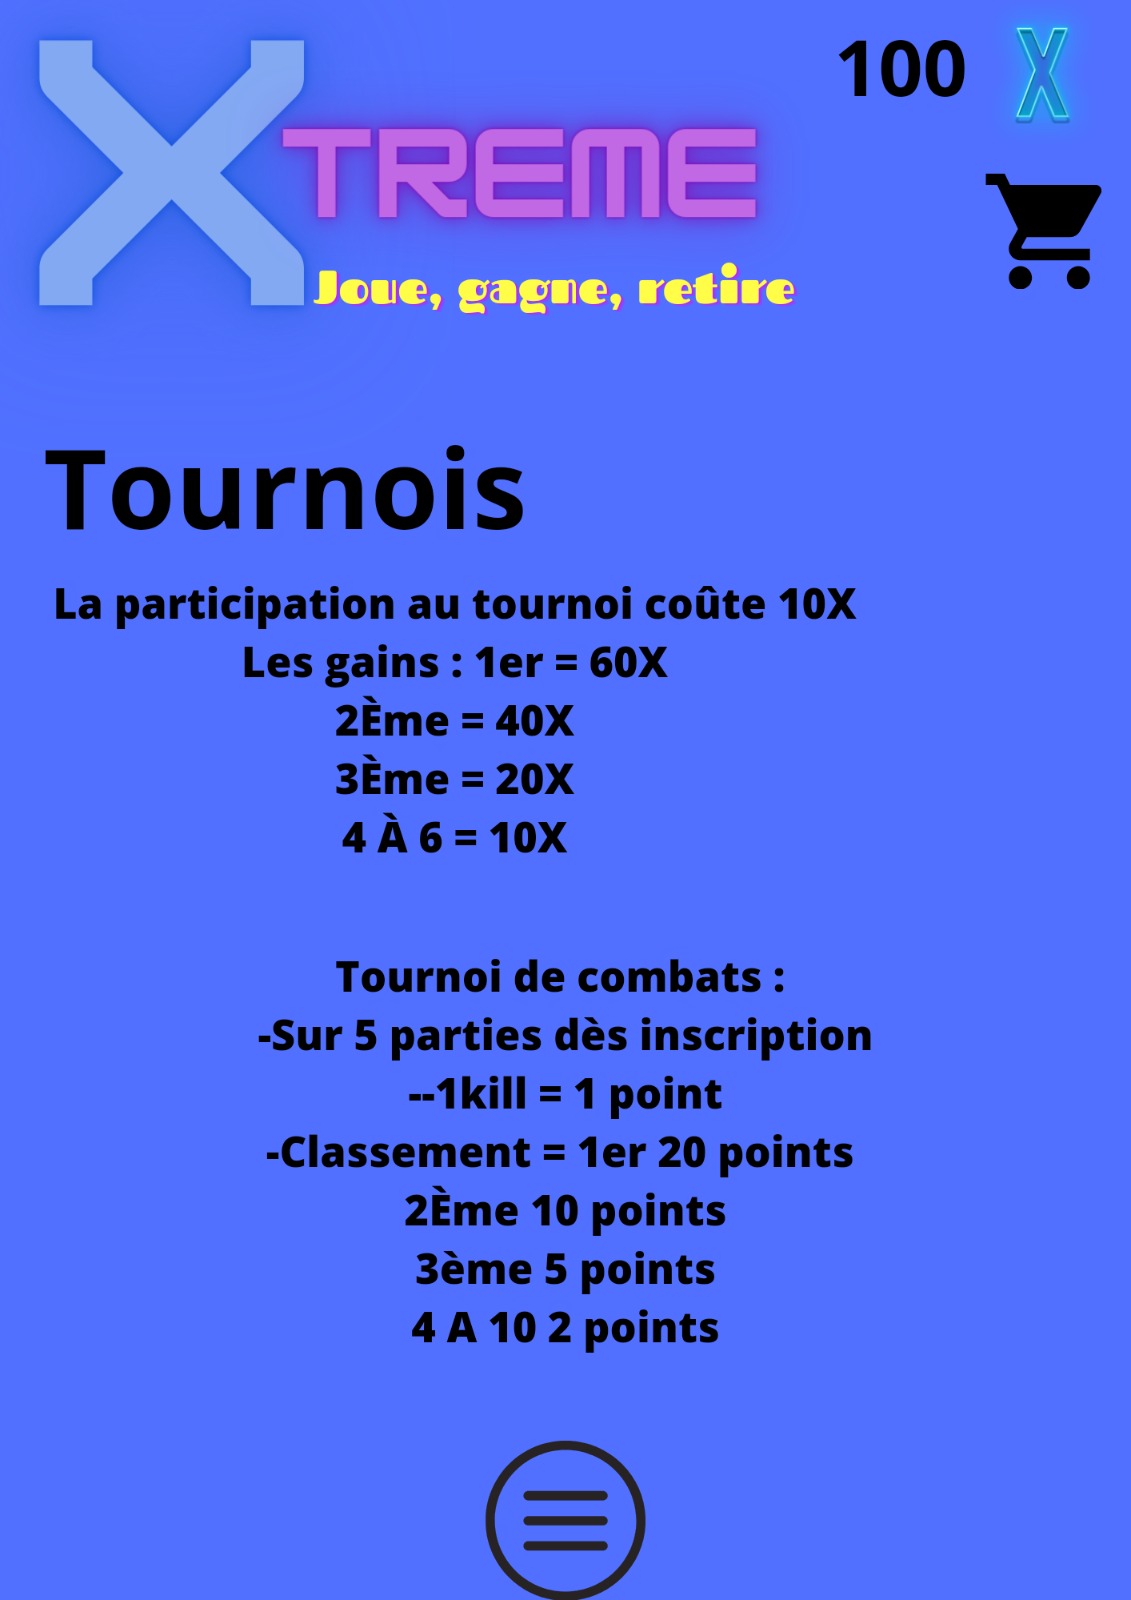 XTREME
100 X
Joue, gagne, retire
Tournois
La participation au tournoi coûte 10X
Les gains : 1er = 60X
2Ème = 40X
3Ème = 20X
4 À 6 = 10X
Tournoi de combats :
-Sur 5 parties dès inscription
--1kill = 1 point
-Classement = 1er 20 points
2Ème 10 points
3ème 5 points
4 A 10 2 points